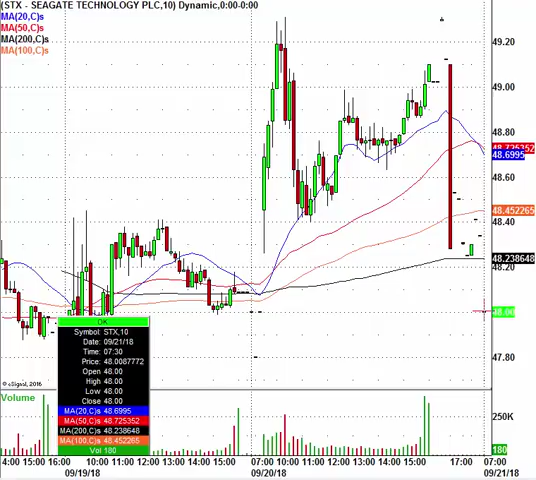 (STX - SEAGATE TECHNOLOGY PLC,10) Dynamic,0:00-0:00
MA(20,C)s
MA(50,C)s
MA(200,C)s
MA(100,C)s
49.20
49.00
48.80
48.725352
48.6995
48.60
48.452265
48.40
48.238648
48.20
48.00
47.80
OK
Symbol: STX,10
Date: 09/21/18
Time: 07:30
Price: 48.0087772
Open 48.00
High 48.00
Low 48.00
Close 48.00
MA(20,C)s 48.6995
MA(50,C)s 48.725352
MA(200,C)s 48.238648
MA(100,C)s 48.452265
Vol 180
© eSignal, 2016
Volume
250K
180
4:00 15:00 16:00 10:00 11:00 12:00 13:00 14:00 15:00 07:00 10:00 11:00 12:00 13:00 14:00 15:00 17:00 07:00
09/19/18 09/20/18 09/21/18